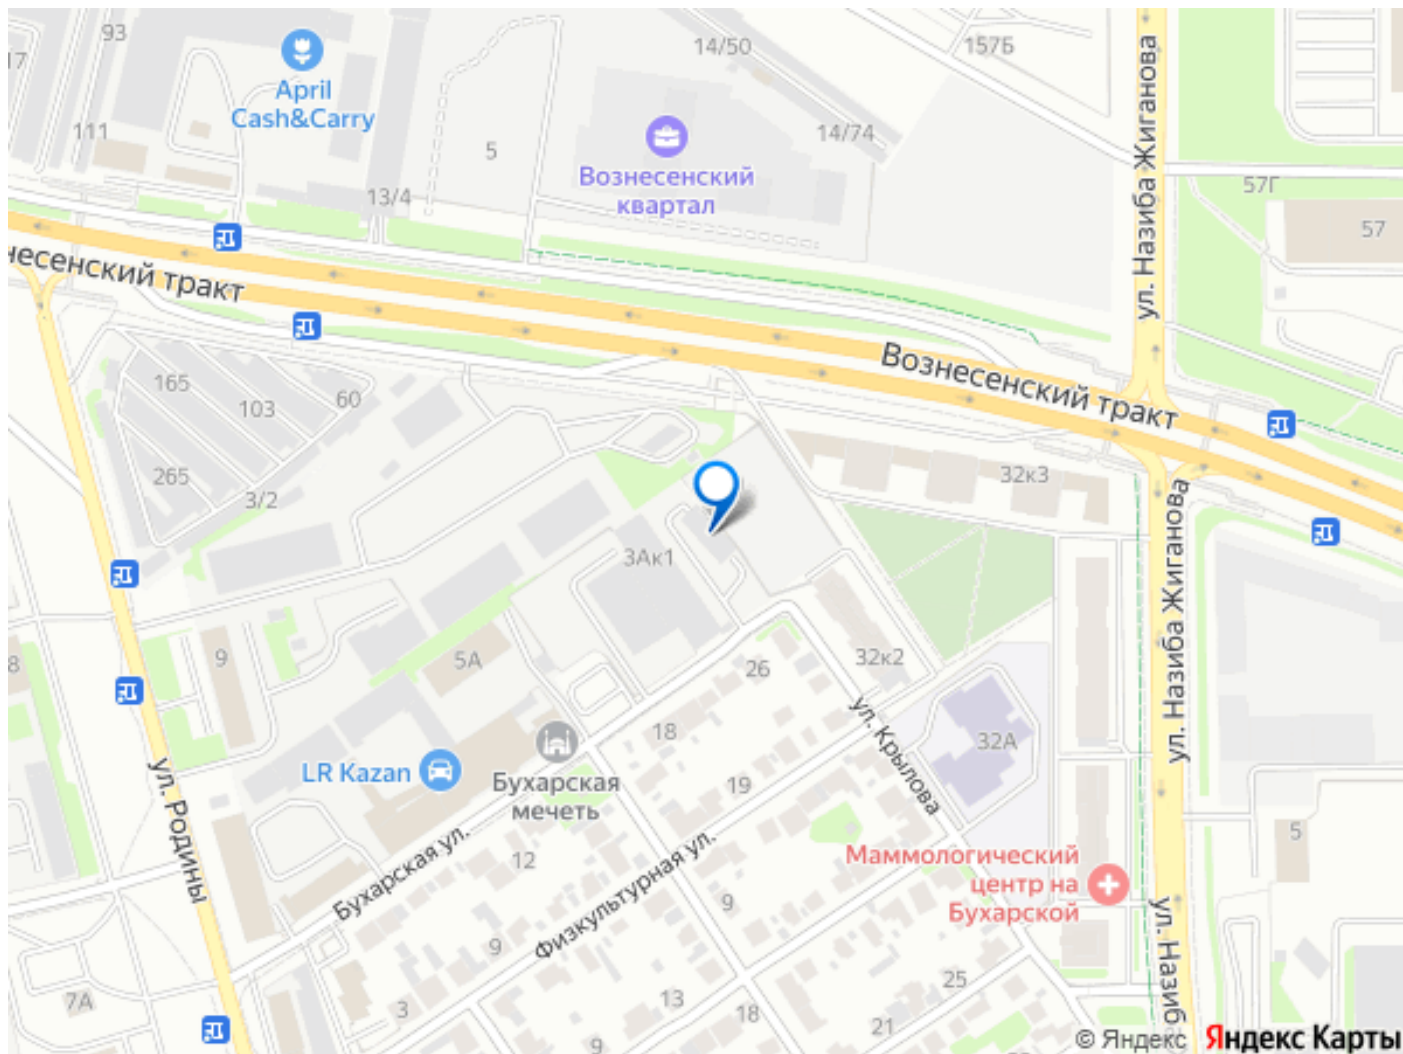 93
17
April
Cash&Carry
111
5
13/4
14/50
14/74
Вознесенский
квартал
157Б
ул. Назиба Жиганова
57Г
57
несенский тракт
Вознесенский тракт
165
103
60
265
3/2
32к3
3Ак1
ул. Назиба Жиганова
9
5А
8
26
32к2
18
ул. Крылова
32А
LR Kazan
Бухарская
мечеть
19
ул. Родины
12
Бухарская ул.
Физкультурная ул.
5
Маммологический
центр на
Бухарской
9
9
ул. Назиб
25
7А
3
13
18
21
9
© Яндекс Яндекс Карты